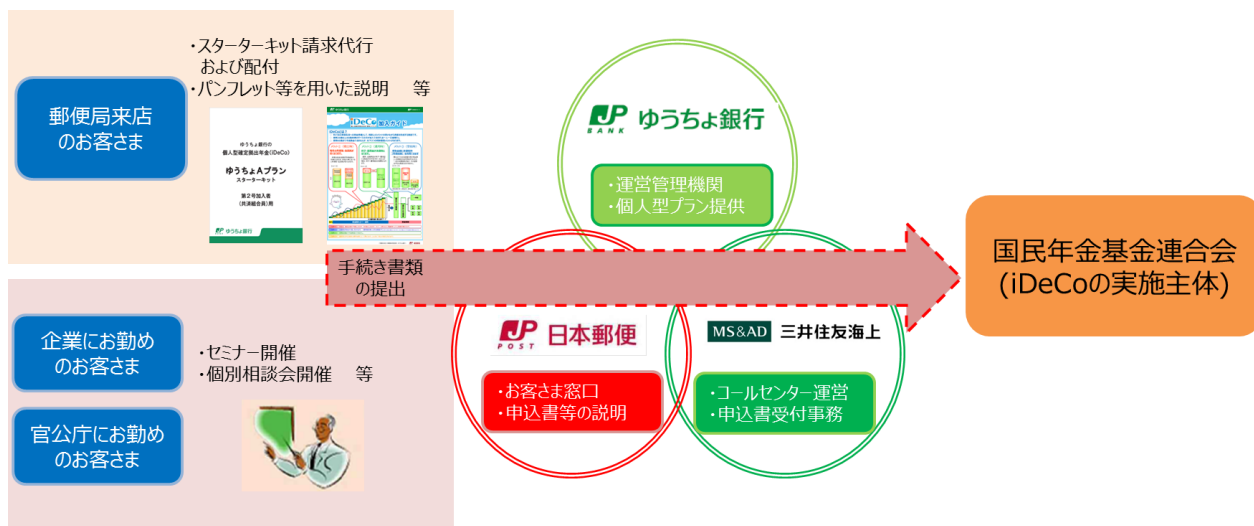 郵便局来店
のお客さま
・スターターキット請求代行
および配付
・パンフレット等を用いた説明 等
ゆうちょ銀行の
個人型確定拠出年金(iDeCo)
ゆうちょAプラン
スターターキット
第2号加入者
(共済組合員)用
ゆうちょ銀行
iDeCo 加入ガイド
JP
BANK
ゆうちょ銀行
・運営管理機関
・個人型プラン提供
手続き書類
の提出
国民年金基金連合会
(iDeCoの実施主体)
企業にお勤め
のお客さま
官公庁にお勤め
のお客さま
・セミナー開催
・個別相談会開催 等
JP
POST
日本郵便
・お客さま窓口
・申込書等の説明
MS&AD 三井住友海上
・コールセンター運営
・申込書受付事務